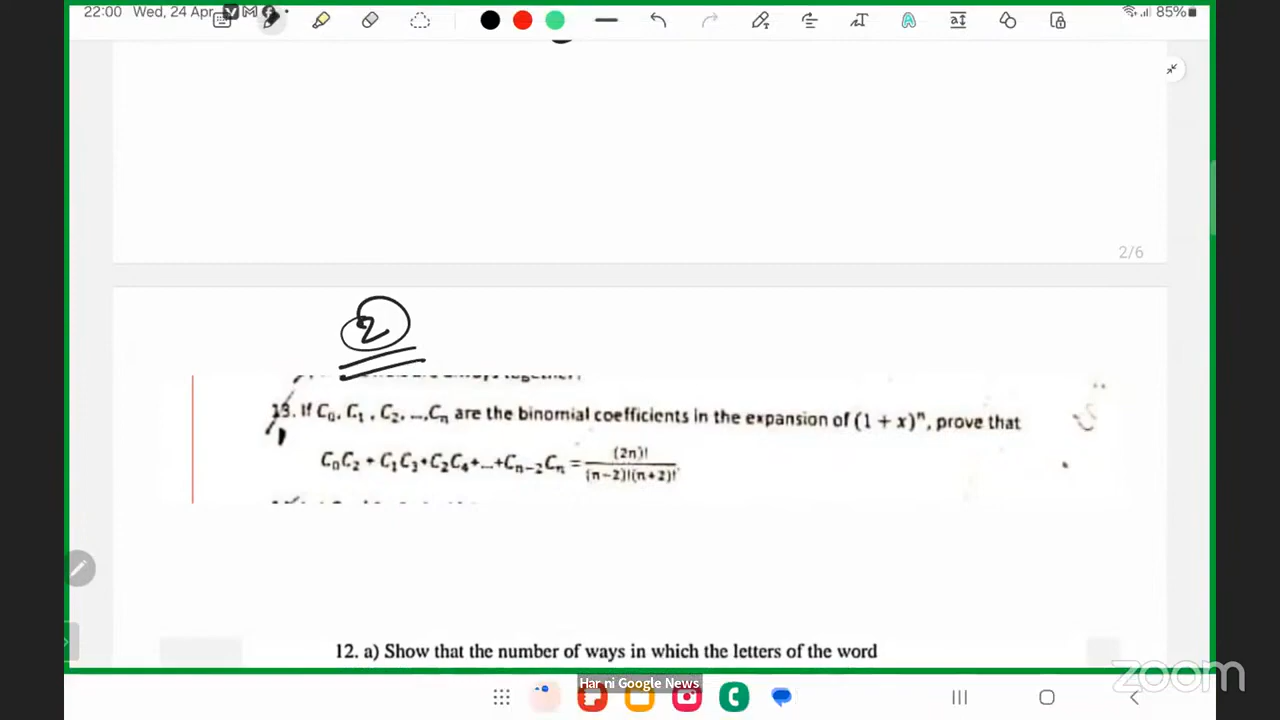 22:00 Wed, 24 Apr
85%
2/6
2
13. If C₀, C₁ , C₂, ...,Cₙ are the binomial coefficients in the expansion of (1 + x)ⁿ, prove that
C₀C₂ + C₁C₃+C₂C₄+...+Cₙ₋₂Cₙ = (2n)! / (n−2)!(n+2)!
12. a) Show that the number of ways in which the letters of the word
Har ni Google News
zoom